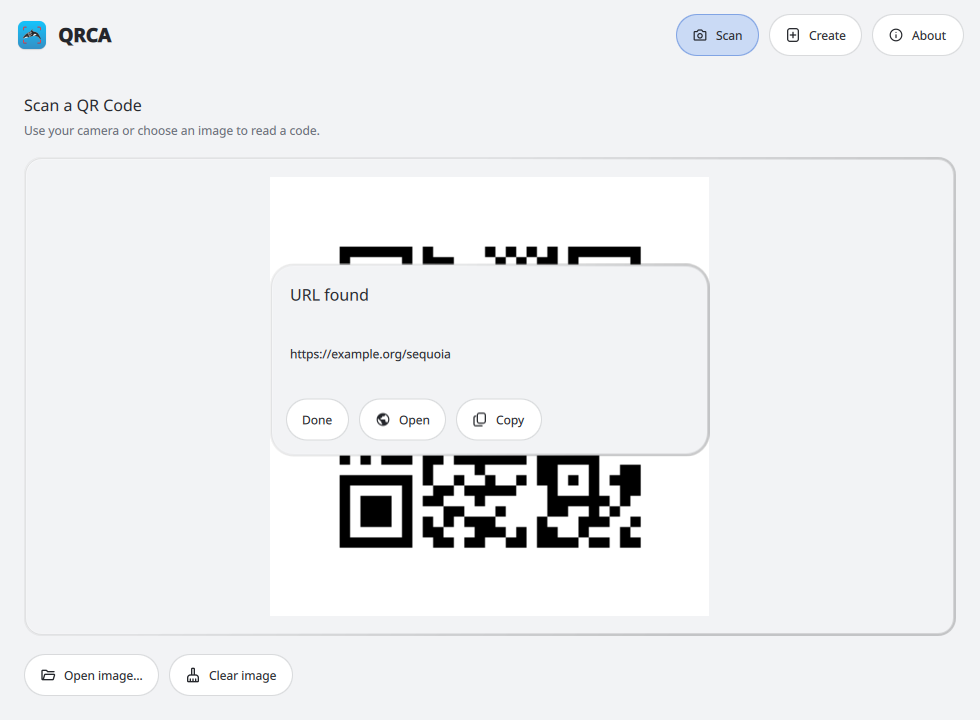 QRCA
Scan
Create
About
Scan a QR Code
Use your camera or choose an image to read a code.
URL found
https://example.org/sequoia
Done
Open
Copy
Open image...
Clear image